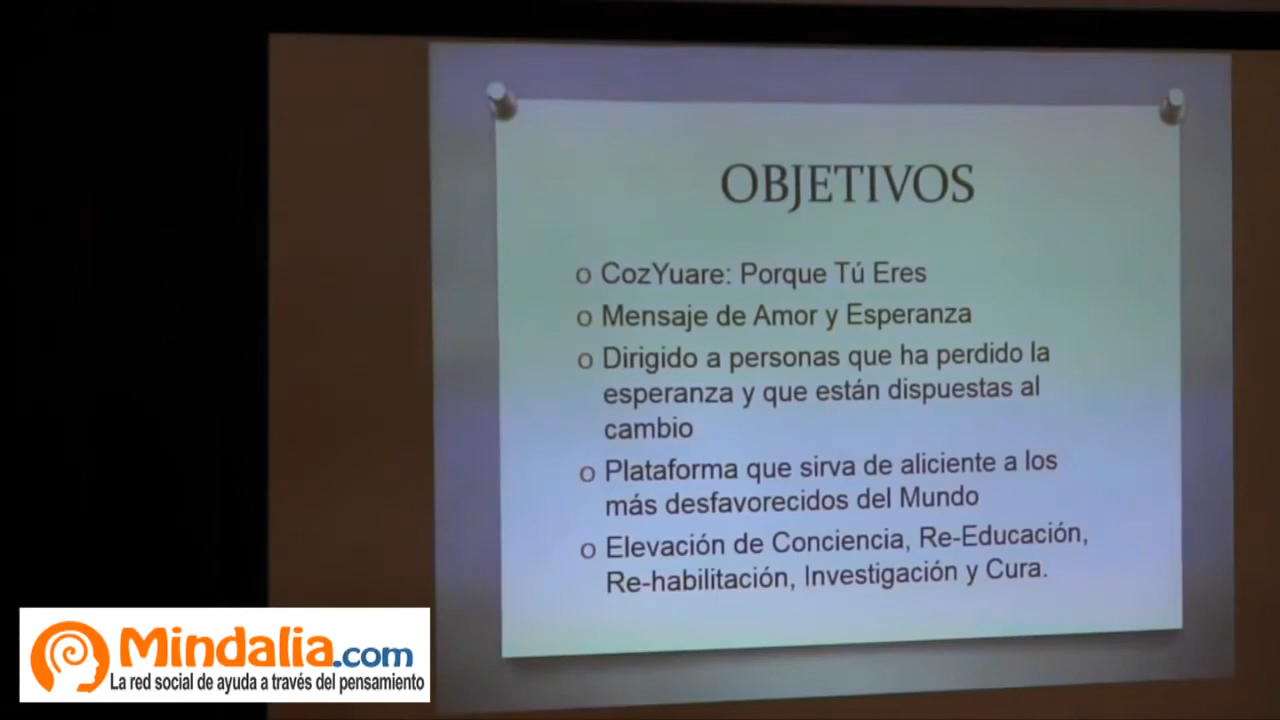 OBJETIVOS
o CozYuare: Porque Tú Eres
o Mensaje de Amor y Esperanza
o Dirigido a personas que ha perdido la
esperanza y que están dispuestas al
cambio
o Plataforma que sirva de aliciente a los
más desfavorecidos del Mundo
o Elevación de Conciencia, Re-Educación,
Re-habilitación, Investigación y Cura.
Mindalia.com
La red social de ayuda a través del pensamiento